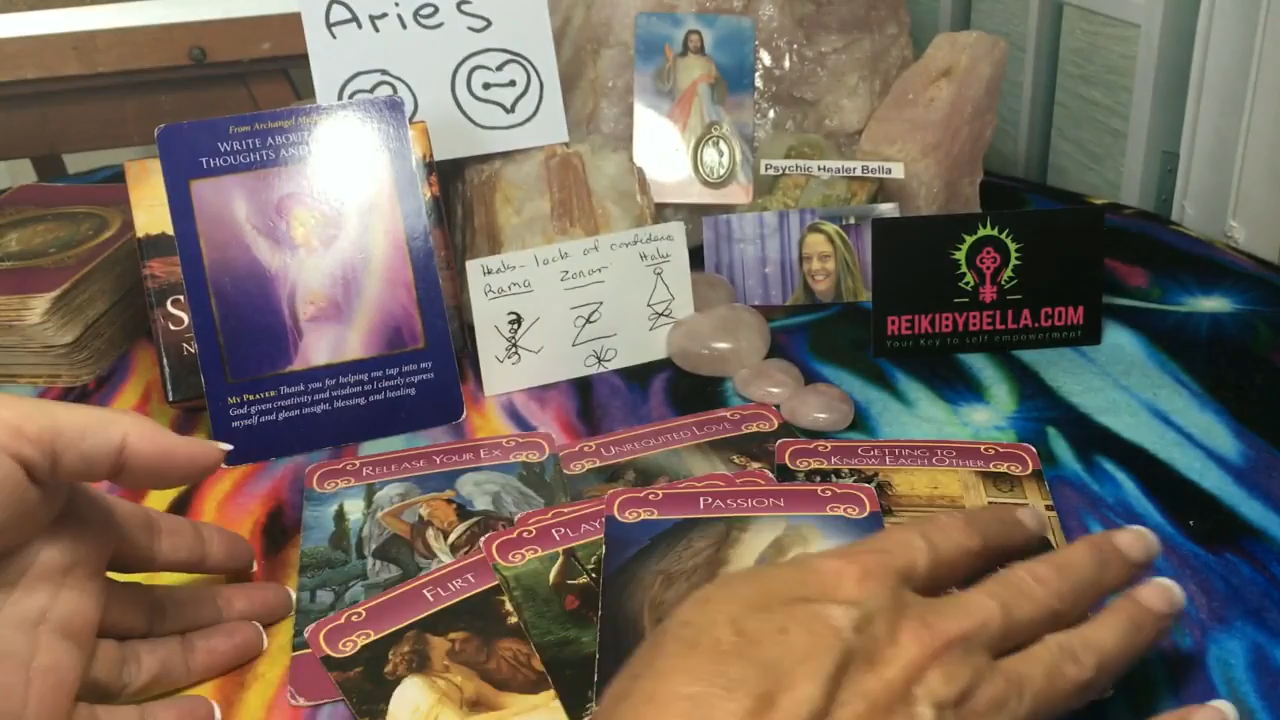 Aries
From Archangel
WRITE ABOUT
THOUGHTS AND
MY PRAYER: Thank you for helping me tap into my
God-given creativity and wisdom so I clearly express
myself and glean insight, blessing, and healing.
Heals - lack of confidence
Rama Zonar Halu
Psychic Healer Bella
REIKIBYBELLA.COM
Your Key to self empowerment
RELEASE YOUR EX
UNREQUITED LOVE
GETTING TO
KNOW EACH OTHER
PASSION
FLIRT